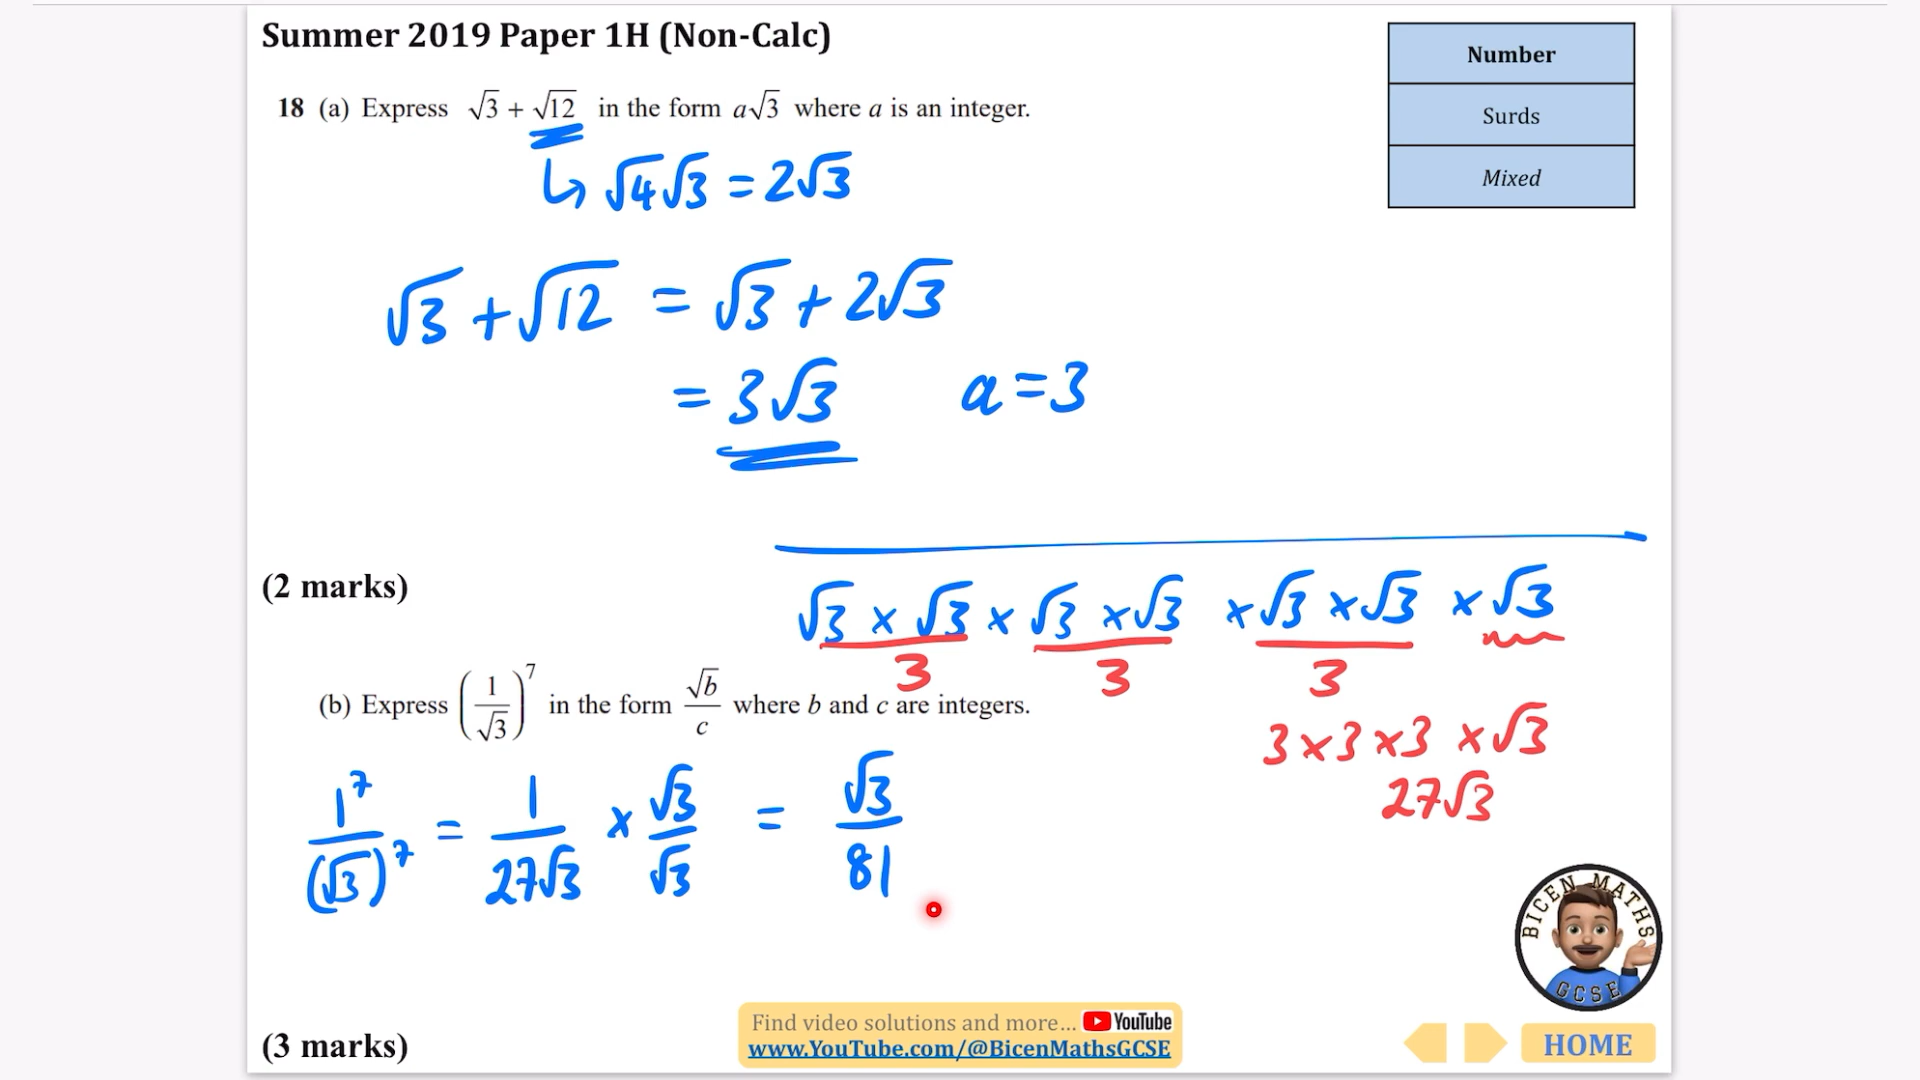 Summer 2019 Paper 1H (Non-Calc)
Number
Surds
Mixed
18 (a) Express √3 + √12 in the form a√3 where a is an integer.
↳ √4√3 = 2√3
√3 + √12 = √3 + 2√3
= 3√3 a = 3
(2 marks)
√3 × √3 × √3 × √3 × √3 × √3 × √3
3 3 3
(b) Express (1/√3)⁷ in the form √b/c where b and c are integers.
3 × 3 × 3 × √3
27√3
1⁷/(√3)⁷ = 1/27√3 × √3/√3 = √3/81
BICEN MATHS
GCSE
(3 marks)
Find video solutions and more... YouTube
www.YouTube.com/@BicenMathsGCSE
HOME